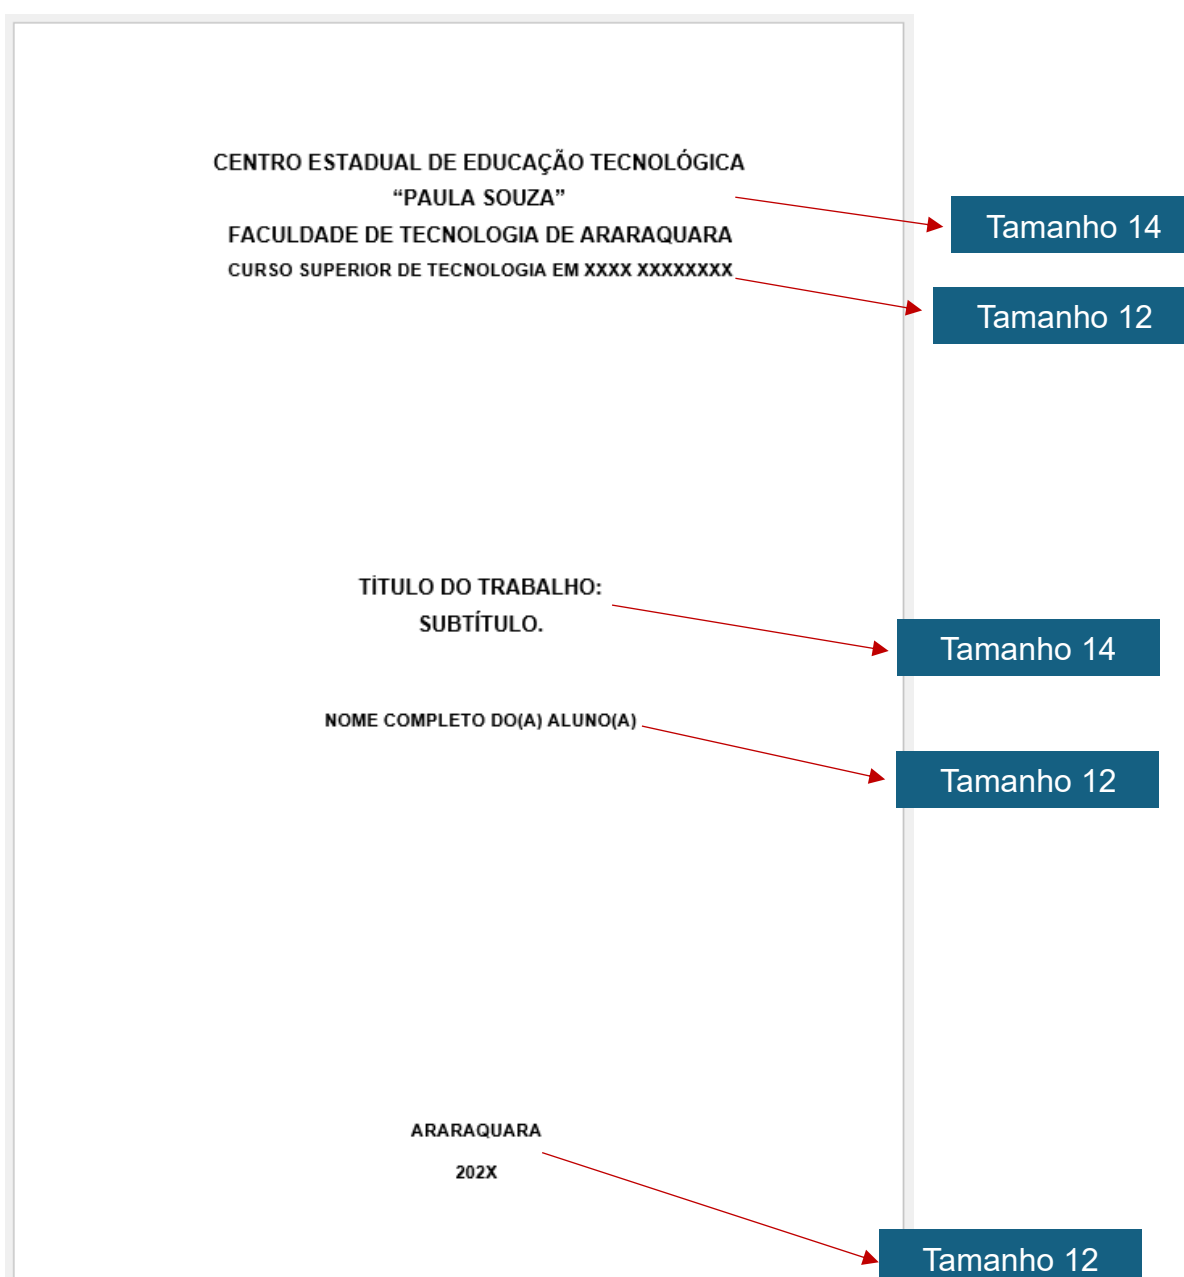 CENTRO ESTADUAL DE EDUCAÇÃO TECNOLÓGICA
“PAULA SOUZA”
Tamanho 14
FACULDADE DE TECNOLOGIA DE ARARAQUARA
CURSO SUPERIOR DE TECNOLOGIA EM XXXX XXXXXXXX
Tamanho 12
TÍTULO DO TRABALHO:
SUBTÍTULO.
Tamanho 14
NOME COMPLETO DO(A) ALUNO(A)
Tamanho 12
ARARAQUARA
202X
Tamanho 12